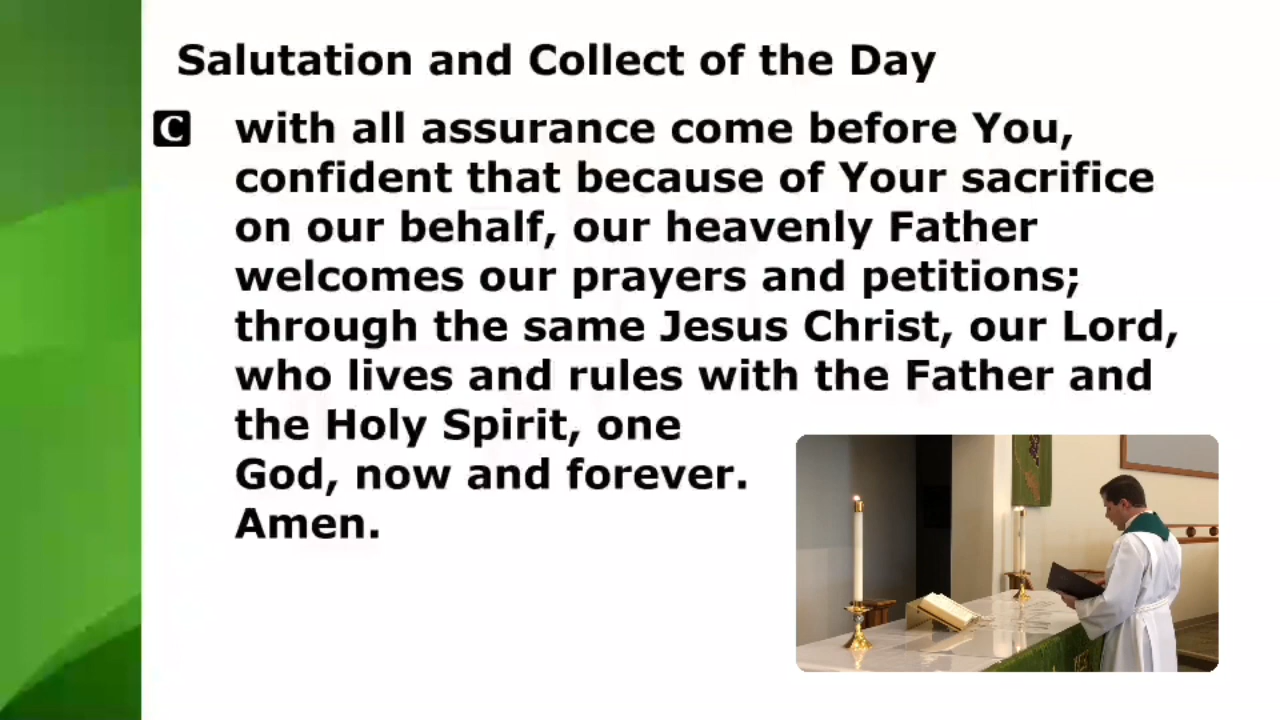 Salutation and Collect of the Day
C with all assurance come before You,
confident that because of Your sacrifice
on our behalf, our heavenly Father
welcomes our prayers and petitions;
through the same Jesus Christ, our Lord,
who lives and rules with the Father and
the Holy Spirit, one
God, now and forever.
Amen.